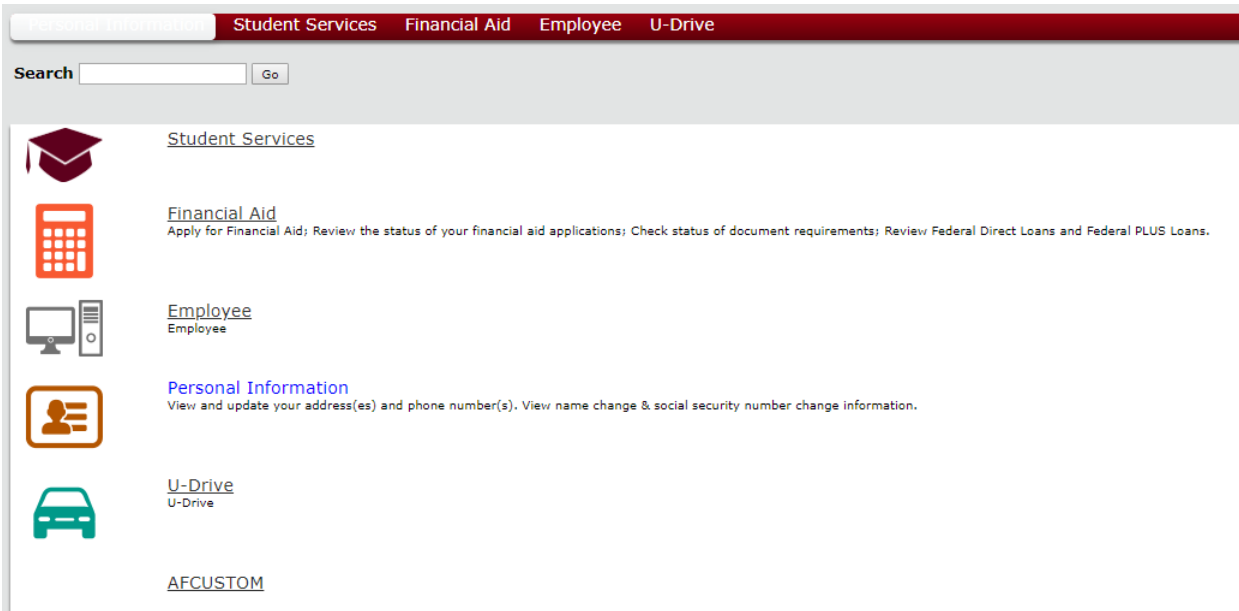 Personal Information Student Services Financial Aid Employee U-Drive
Search Go
Student Services
Financial Aid
Apply for Financial Aid; Review the status of your financial aid applications; Check status of document requirements; Review Federal Direct Loans and Federal PLUS Loans.
Employee
Employee
Personal Information
View and update your address(es) and phone number(s). View name change & social security number change information.
U-Drive
U-Drive
AFCUSTOM